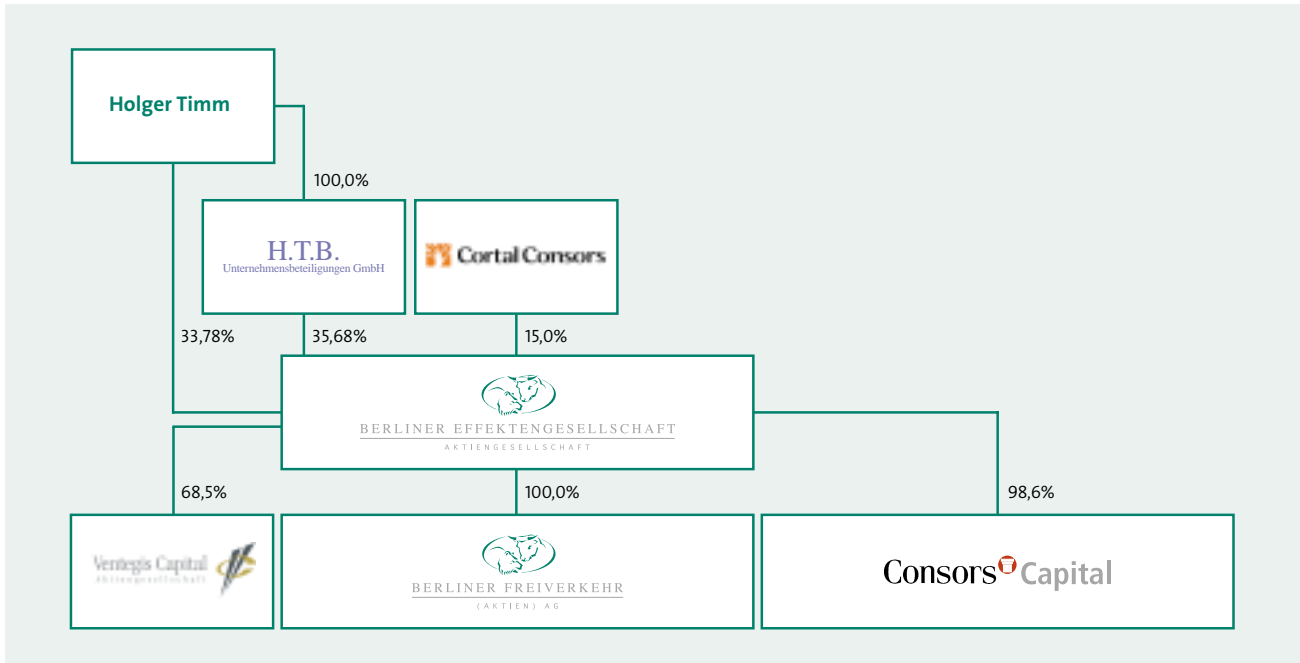 Holger Timm
100,0%
H.T.B.
Unternehmensbeteiligungen GmbH
Cortal Consors
33,78%
35,68%
15,0%
BERLINER EFFEKTENGESELLSCHAFT
AKTIENGESELLSCHAFT
68,5%
100,0%
98,6%
Ventegis Capital
Aktiengesellschaft
BERLINER FREIVERKEHR
(AKTIEN) AG
Consors Capital